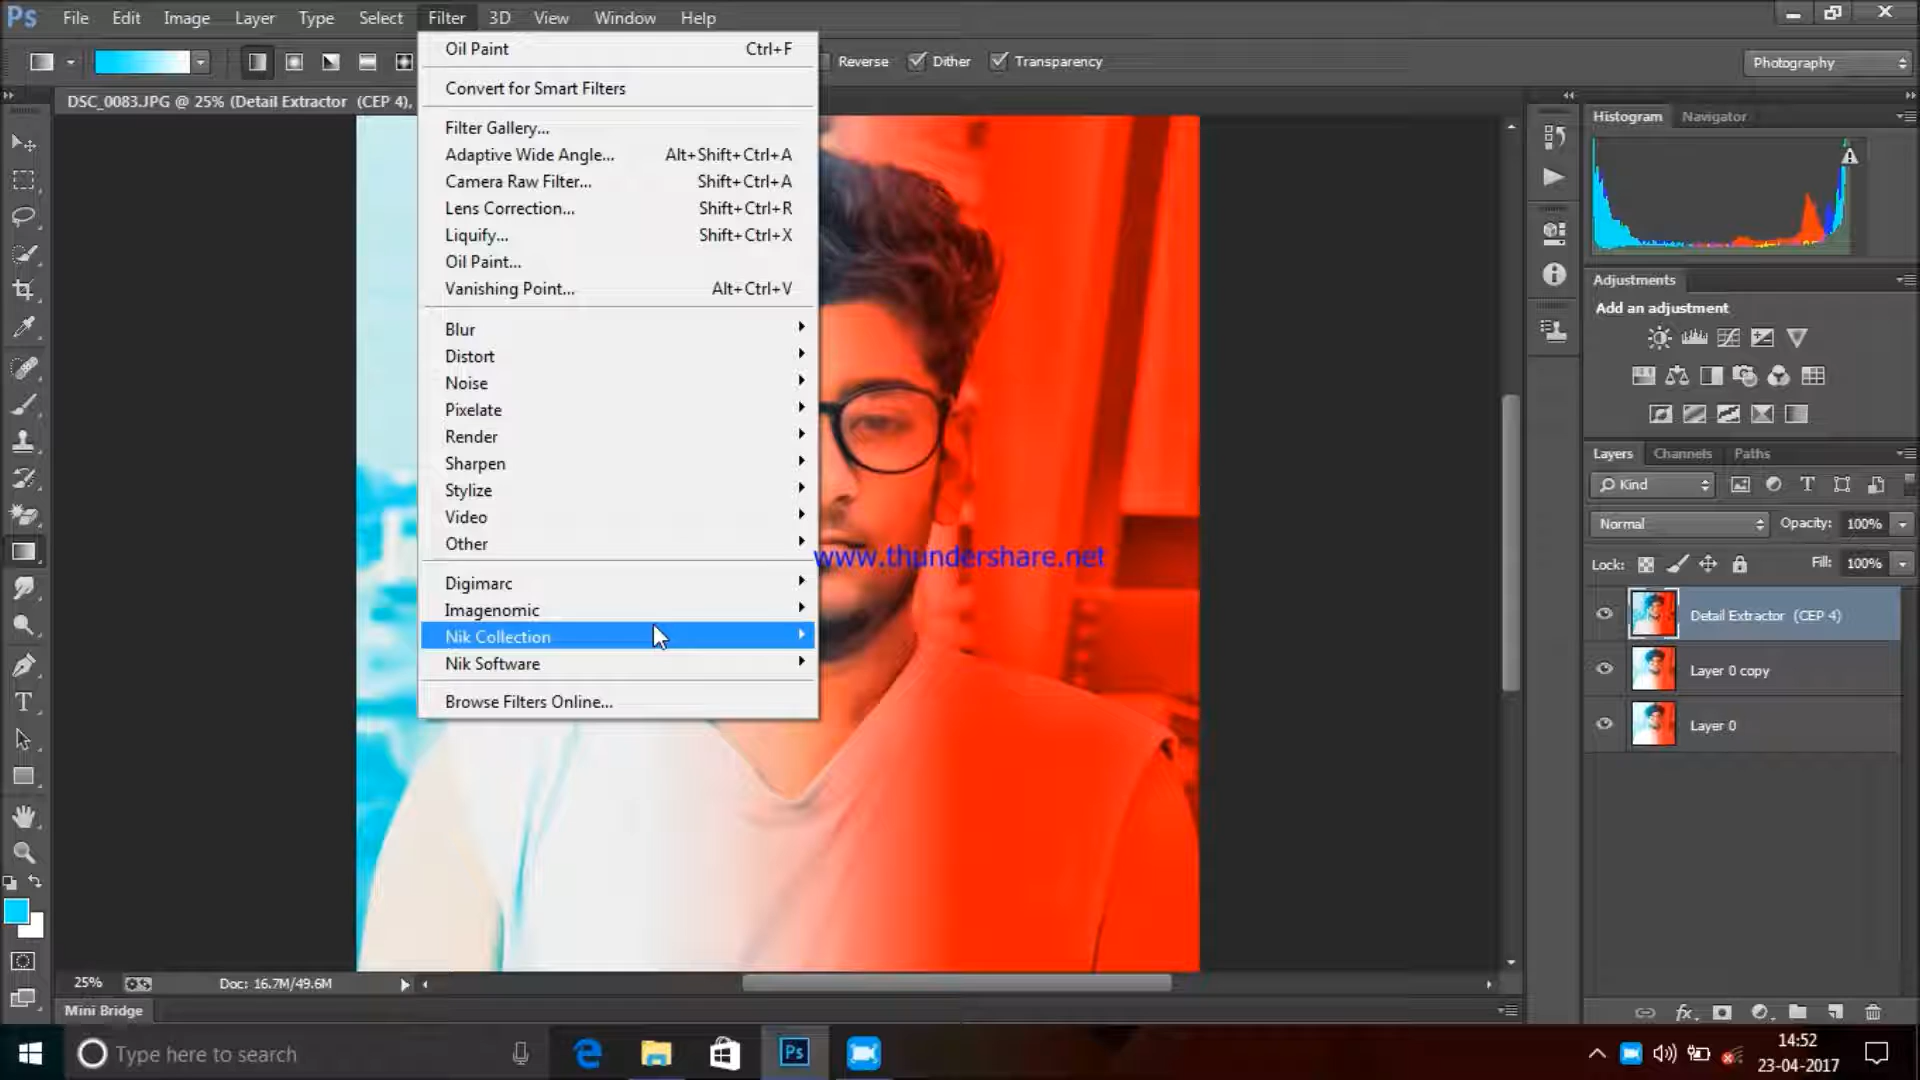 Ps File Edit Image Layer Type Select Filter 3D View Window Help
Reverse Dither Transparency Photography
DSC_0083.JPG @ 25% (Detail Extractor (CEP 4),
Oil Paint Ctrl+F
Convert for Smart Filters
Filter Gallery...
Adaptive Wide Angle... Alt+Shift+Ctrl+A
Camera Raw Filter... Shift+Ctrl+A
Lens Correction... Shift+Ctrl+R
Liquify... Shift+Ctrl+X
Oil Paint...
Vanishing Point... Alt+Ctrl+V
Blur
Distort
Noise
Pixelate
Render
Sharpen
Stylize
Video
Other
Digimarc
Imagenomic
Nik Collection
Nik Software
Browse Filters Online...
www.thundershare.net
Histogram Navigator
Adjustments
Add an adjustment
Layers Channels Paths
Kind
Normal Opacity: 100%
Lock: Fill: 100%
Detail Extractor (CEP 4)
Layer 0 copy
Layer 0
25% Doc: 16.7M/49.6M
Mini Bridge
Type here to search
Ps
14:52
23-04-2017